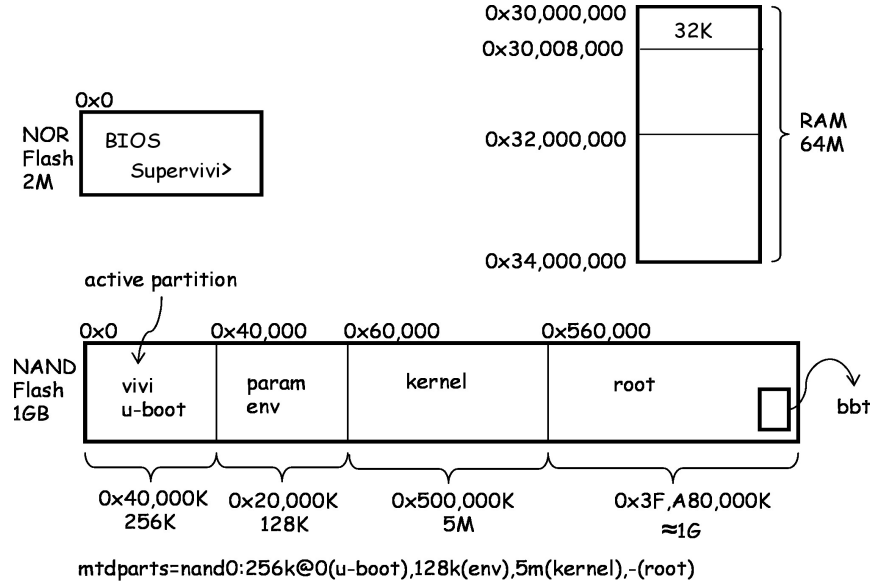 0x30,000,000
32K
0x30,008,000
0x32,000,000
0x34,000,000
RAM
64M
0x0
NOR
Flash
2M
BIOS
Supervivi>
active partition
0x0
0x40,000
0x60,000
0x560,000
NAND
Flash
1GB
vivi
u-boot
param
env
kernel
root
bbt
0x40,000K
256K
0x20,000K
128K
0x500,000K
5M
0x3F,A80,000K
≈1G
mtdparts=nand0:256k@0(u-boot),128k(env),5m(kernel),-(root)